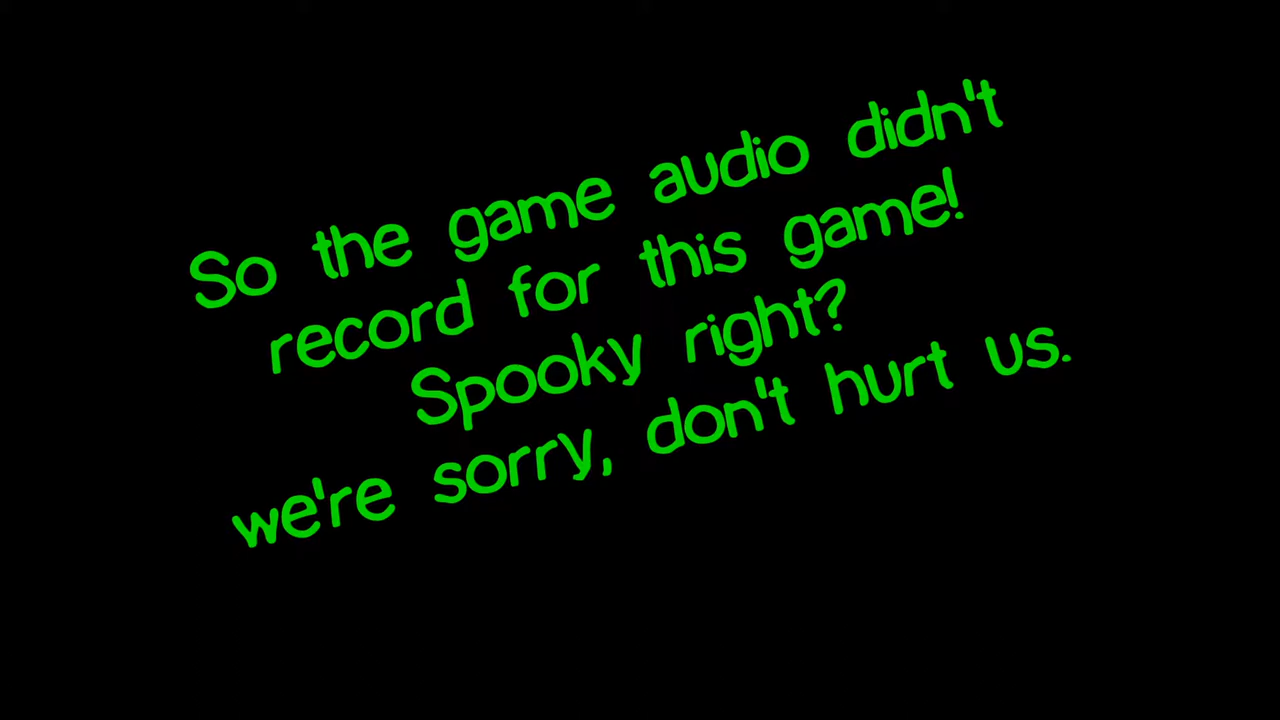 So the game audio didn't
record for this game!
Spooky right?
we're sorry, don't hurt us.